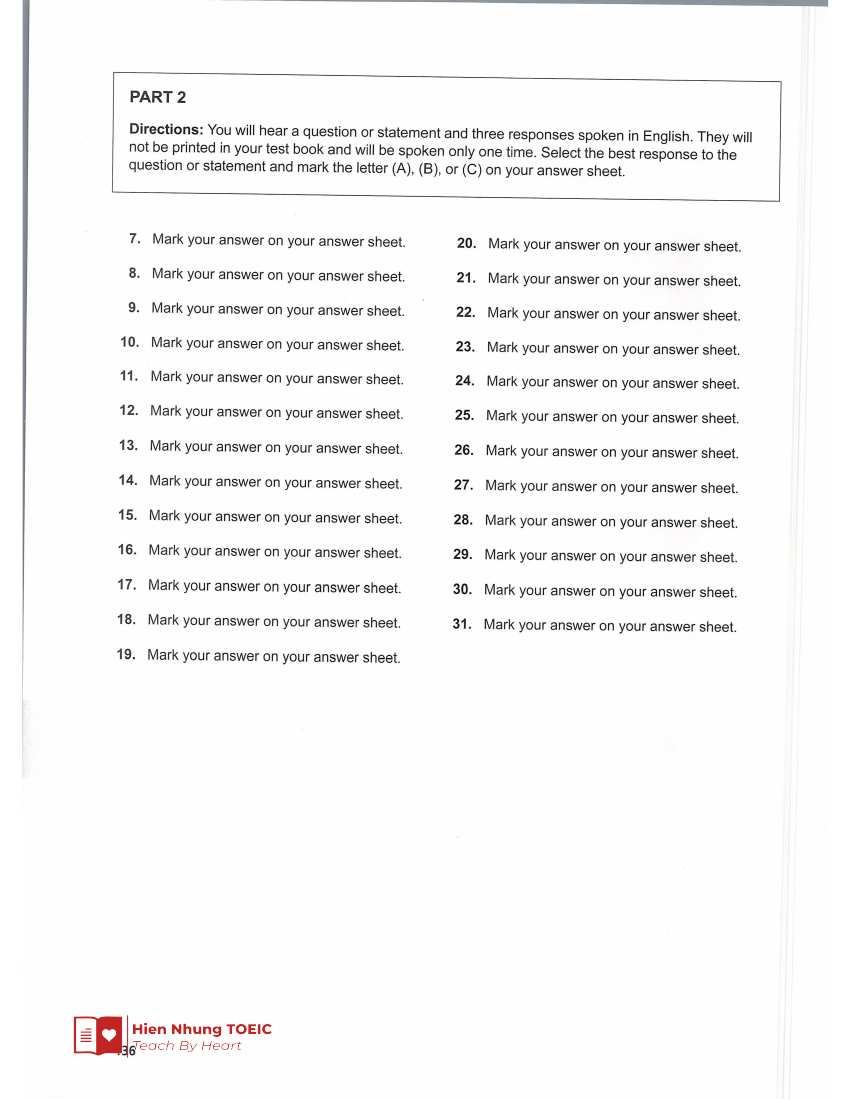 PART 2
Directions: You will hear a question or statement and three responses spoken in English. They will
not be printed in your test book and will be spoken only one time. Select the best response to the
question or statement and mark the letter (A), (B), or (C) on your answer sheet.
7. Mark your answer on your answer sheet.
8. Mark your answer on your answer sheet.
9. Mark your answer on your answer sheet.
10. Mark your answer on your answer sheet.
11. Mark your answer on your answer sheet.
12. Mark your answer on your answer sheet.
13. Mark your answer on your answer sheet.
14. Mark your answer on your answer sheet.
15. Mark your answer on your answer sheet.
16. Mark your answer on your answer sheet.
17. Mark your answer on your answer sheet.
18. Mark your answer on your answer sheet.
19. Mark your answer on your answer sheet.
20. Mark your answer on your answer sheet.
21. Mark your answer on your answer sheet.
22. Mark your answer on your answer sheet.
23. Mark your answer on your answer sheet.
24. Mark your answer on your answer sheet.
25. Mark your answer on your answer sheet.
26. Mark your answer on your answer sheet.
27. Mark your answer on your answer sheet.
28. Mark your answer on your answer sheet.
29. Mark your answer on your answer sheet.
30. Mark your answer on your answer sheet.
31. Mark your answer on your answer sheet.
Hien Nhung TOEIC
Teach By Heart